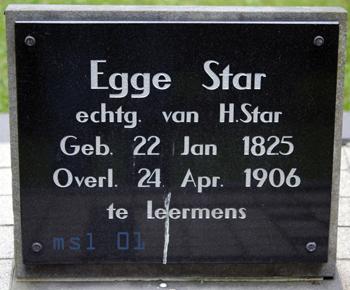 Egge Star
echtg. van H.Star
Geb. 22 Jan 1825
Overl. 24 Apr. 1906
te Leermens
msl 01